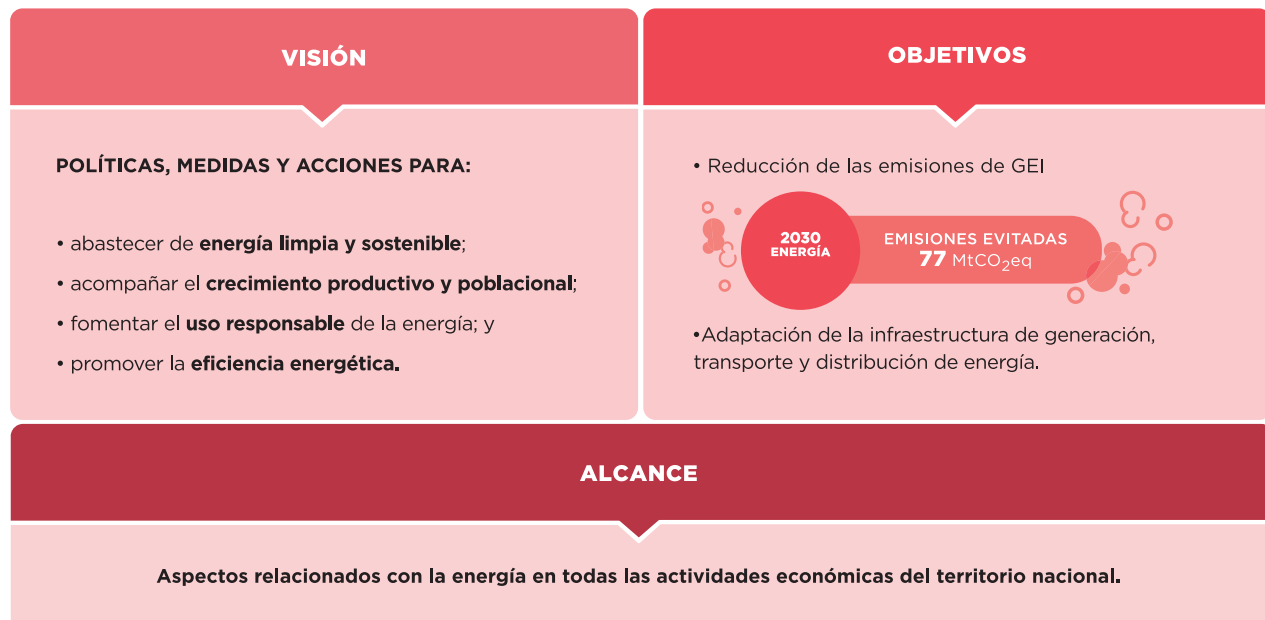 VISIÓN
POLÍTICAS, MEDIDAS Y ACCIONES PARA:
• abastecer de energía limpia y sostenible;
• acompañar el crecimiento productivo y poblacional;
• fomentar el uso responsable de la energía; y
• promover la eficiencia energética.
OBJETIVOS
• Reducción de las emisiones de GEI
2030
ENERGÍA
EMISIONES EVITADAS
77 MtCO₂eq
•Adaptación de la infraestructura de generación,
transporte y distribución de energía.
ALCANCE
Aspectos relacionados con la energía en todas las actividades económicas del territorio nacional.